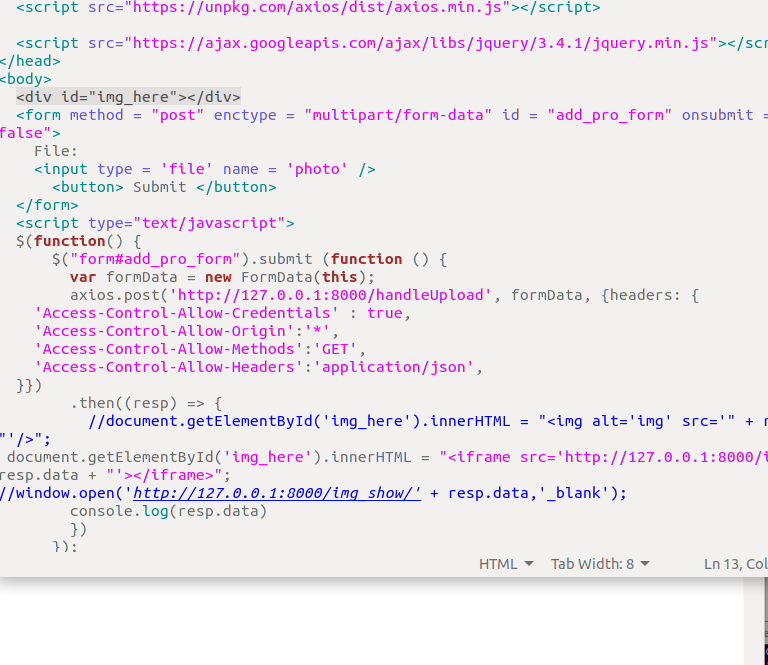 <script src="https://unpkg.com/axios/dist/axios.min.js"></script>
<script src="https://ajax.googleapis.com/ajax/libs/jquery/3.4.1/jquery.min.js"></scr
</head>
<body>
<div id="img_here"></div>
<form method = "post" enctype = "multipart/form-data" id = "add_pro_form" onsubmit =
false">
File:
<input type = 'file' name = 'photo' />
<button> Submit </button>
</form>
<script type="text/javascript">
$(function() {
$("form#add_pro_form").submit (function () {
var formData = new FormData(this);
axios.post('http://127.0.0.1:8000/handleUpload', formData, {headers: {
'Access-Control-Allow-Credentials' : true,
'Access-Control-Allow-Origin':'*',
'Access-Control-Allow-Methods':'GET',
'Access-Control-Allow-Headers':'application/json',
}})
.then((resp) => {
//document.getElementById('img_here').innerHTML = "<img alt='img' src='" + r
"'/>";
document.getElementById('img_here').innerHTML = "<iframe src='http://127.0.0.1:8000/i
resp.data + "'></iframe>";
//window.open('http://127.0.0.1:8000/img_show/' + resp.data,'_blank');
console.log(resp.data)
})
});
HTML Tab Width: 8 Ln 13, Col